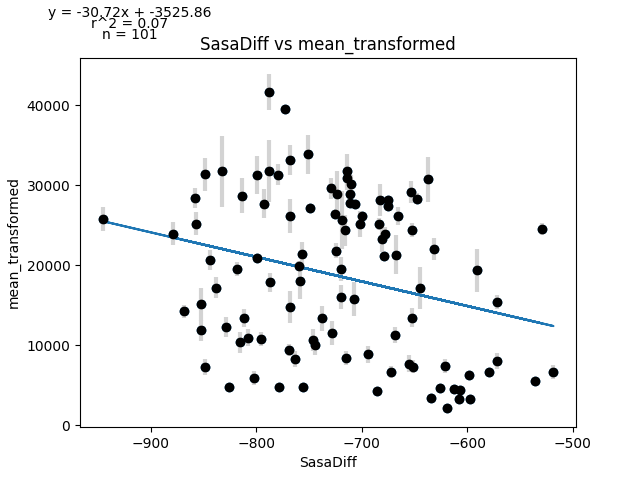 y = -30.72x + -3525.86
r^2 = 0.07
n = 101
SasaDiff vs mean_transformed
40000
30000
20000
10000
0
mean_transformed
−900
−800
−700
−600
−500
SasaDiff